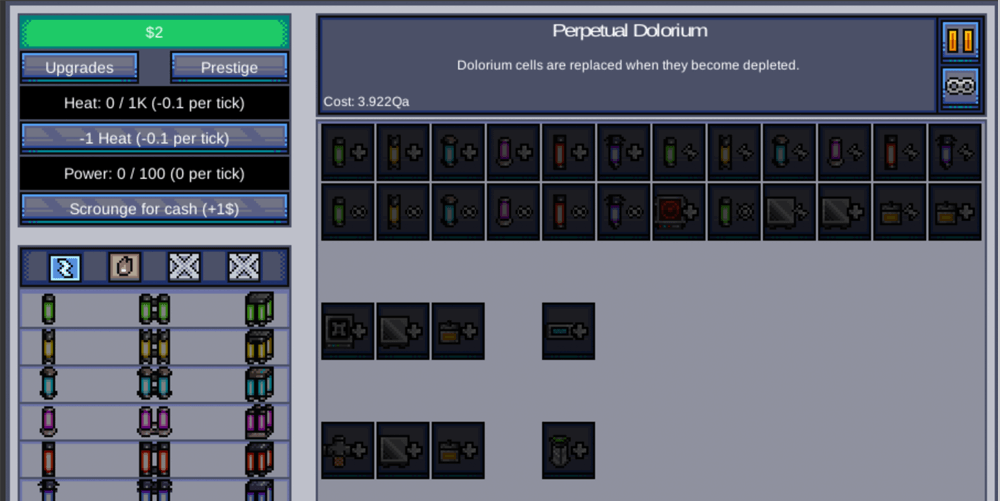 $2
Upgrades
Prestige
Heat: 0 / 1K (-0.1 per tick)
-1 Heat (-0.1 per tick)
Power: 0 / 100 (0 per tick)
Scrounge for cash (+1$)
Perpetual Dolorium
Dolorium cells are replaced when they become depleted.
Cost: 3.922Qa